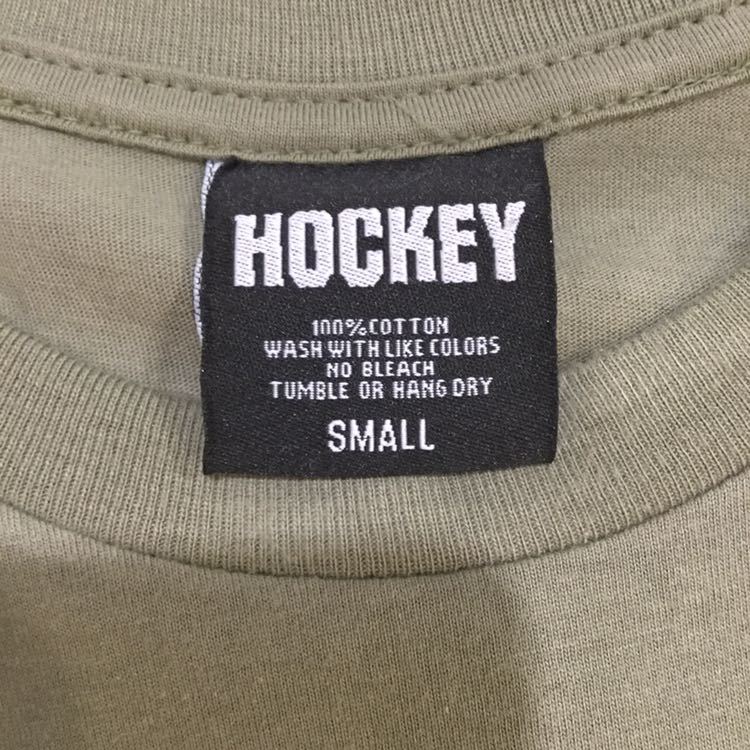 HOCKEY
100% COTTON
WASH WITH LIKE COLORS
NO BLEACH
TUMBLE OR HANG DRY
SMALL